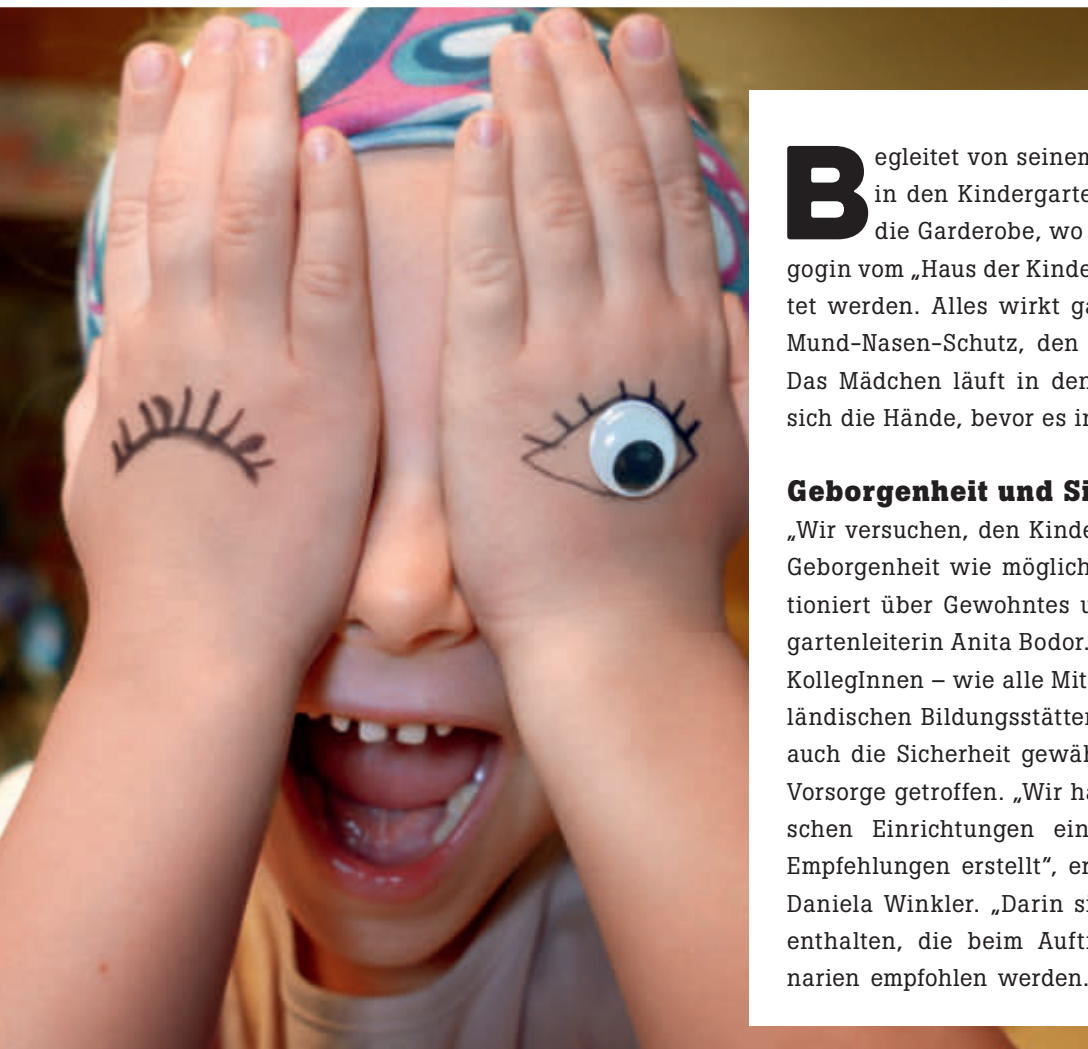 Begleitet von seinem
in den Kindergarte
die Garderobe, wo
gogin vom „Haus der Kinde
tet werden. Alles wirkt ga
Mund-Nasen-Schutz, den
Das Mädchen läuft in den
sich die Hände, bevor es in
Geborgenheit und Si
„Wir versuchen, den Kinde
Geborgenheit wie möglich
tioniert über Gewohntes u
gartenleiterin Anita Bodor.
KollegInnen – wie alle Mit
ländischen Bildungsstätten
auch die Sicherheit gewäh
Vorsorge getroffen. „Wir ha
schen Einrichtungen ein
Empfehlungen erstellt“, er
Daniela Winkler. „Darin si
enthalten, die beim Auftr
narien empfohlen werden.